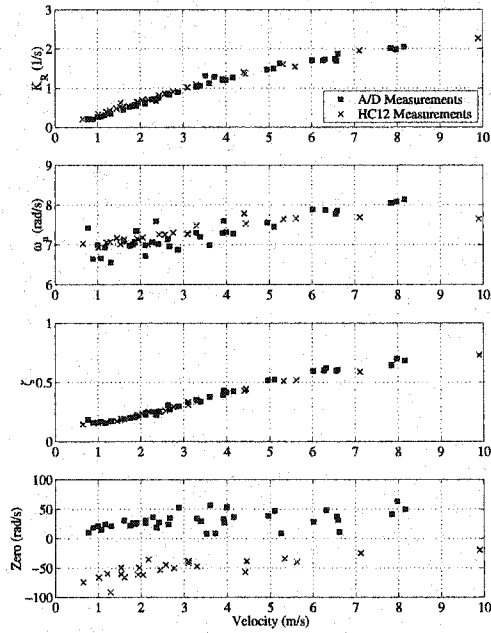 3
2
1
0
K_R (1/s)
A/D Measurements
HC12 Measurements
0 1 2 3 4 5 6 7 8 9 10
9
8
7
6
ω_a (rad/s)
0 1 2 3 4 5 6 7 8 9 10
1
0.5
0
ζ
0 1 2 3 4 5 6 7 8 9 10
100
50
0
−50
−100
Zero (rad/s)
0 1 2 3 4 5 6 7 8 9 10
Velocity (m/s)